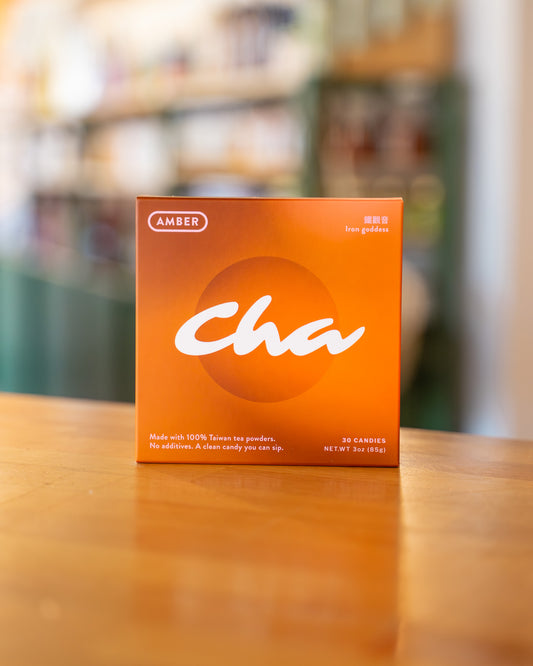 AMBER
鐵觀音
Iron goddess
cha
Made with 100% Taiwan tea powders.
No additives. A clean candy you can sip.
30 CANDIES
NET.WT 3oz (85g)